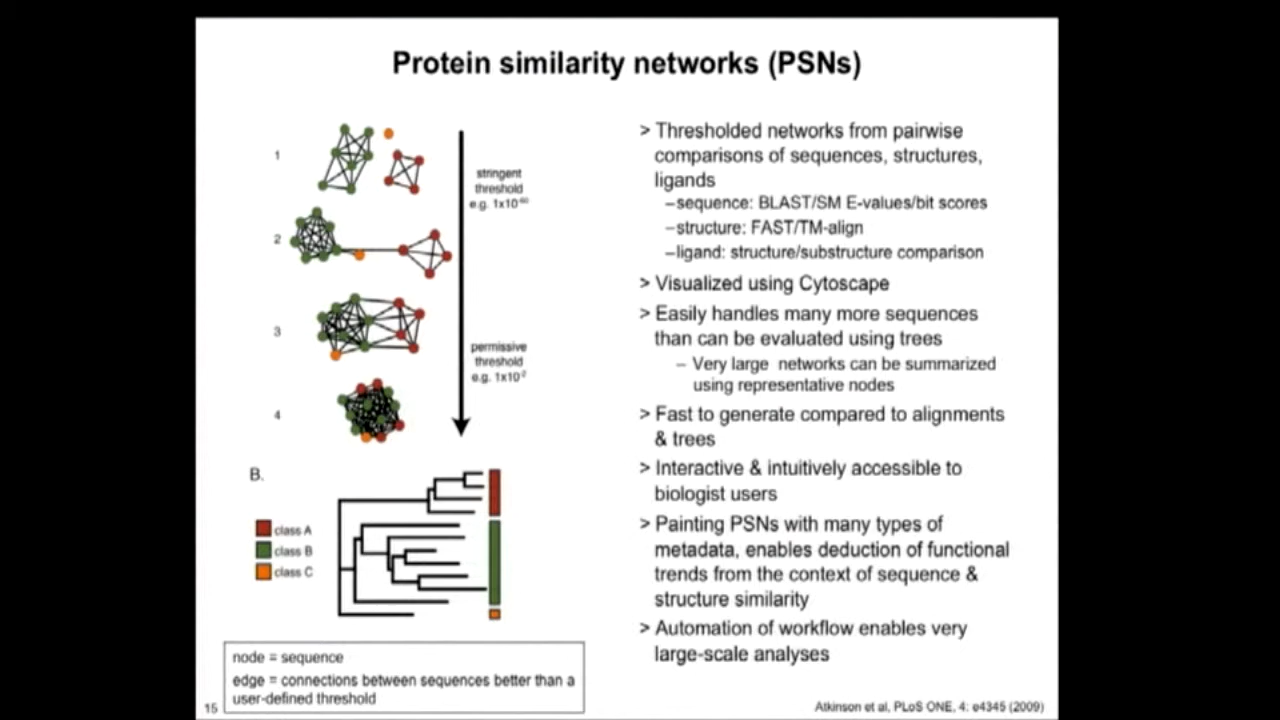 Protein similarity networks (PSNs)
1
2
3
4
stringent
threshold
e.g. 1x10⁻⁶⁰
permissive
threshold
e.g. 1x10⁻²
B.
class A
class B
class C
node = sequence
edge = connections between sequences better than a
user-defined threshold
15
> Thresholded networks from pairwise
comparisons of sequences, structures,
ligands
–sequence: BLAST/SM E-values/bit scores
–structure: FAST/TM-align
–ligand: structure/substructure comparison
> Visualized using Cytoscape
> Easily handles many more sequences
than can be evaluated using trees
– Very large networks can be summarized
using representative nodes
> Fast to generate compared to alignments
& trees
> Interactive & intuitively accessible to
biologist users
> Painting PSNs with many types of
metadata, enables deduction of functional
trends from the context of sequence &
structure similarity
> Automation of workflow enables very
large-scale analyses
Atkinson et al, PLoS ONE, 4: e4345 (2009)